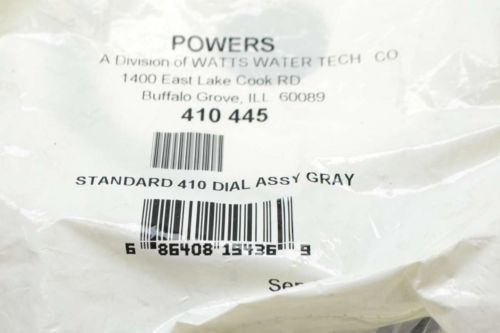 POWERS
A Division of WATTS WATER TECH CO
1400 East Lake Cook RD
Buffalo Grove, ILL 60089
410 445
STANDARD 410 DIAL ASSY GRAY
6 86408 15436 9